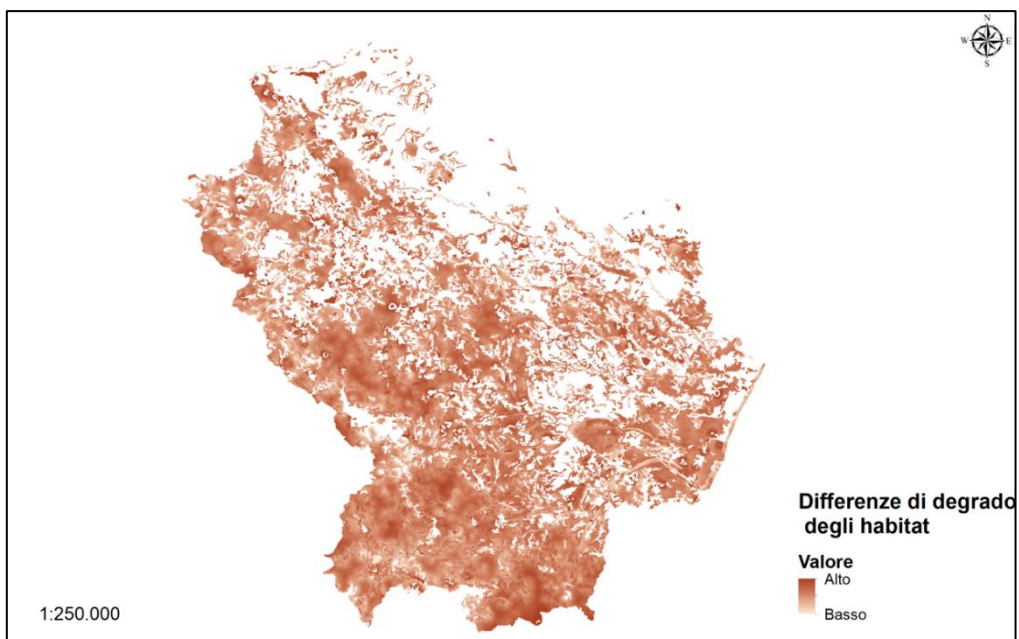 N
W
E
S
Differenze di degrado
degli habitat
Valore
Alto
Basso
1:250.000